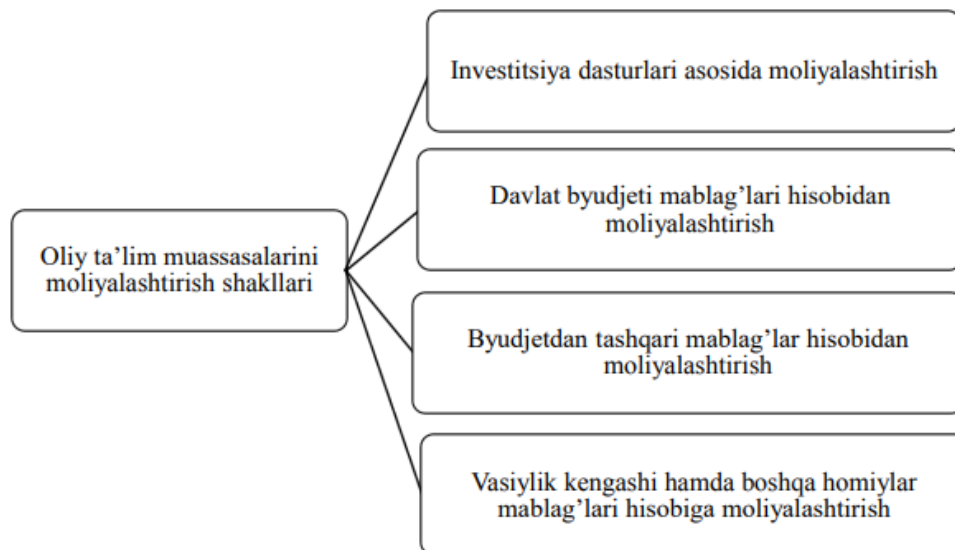 Investitsiya dasturlari asosida moliyalashtirish
Davlat byudjeti mablag’lari hisobidan
moliyalashtirish
Oliy ta’lim muassasalarini
moliyalashtirish shakllari
Byudjetdan tashqari mablag’lar hisobidan
moliyalashtirish
Vasiylik kengashi hamda boshqa homiylar
mablag’lari hisobiga moliyalashtirish